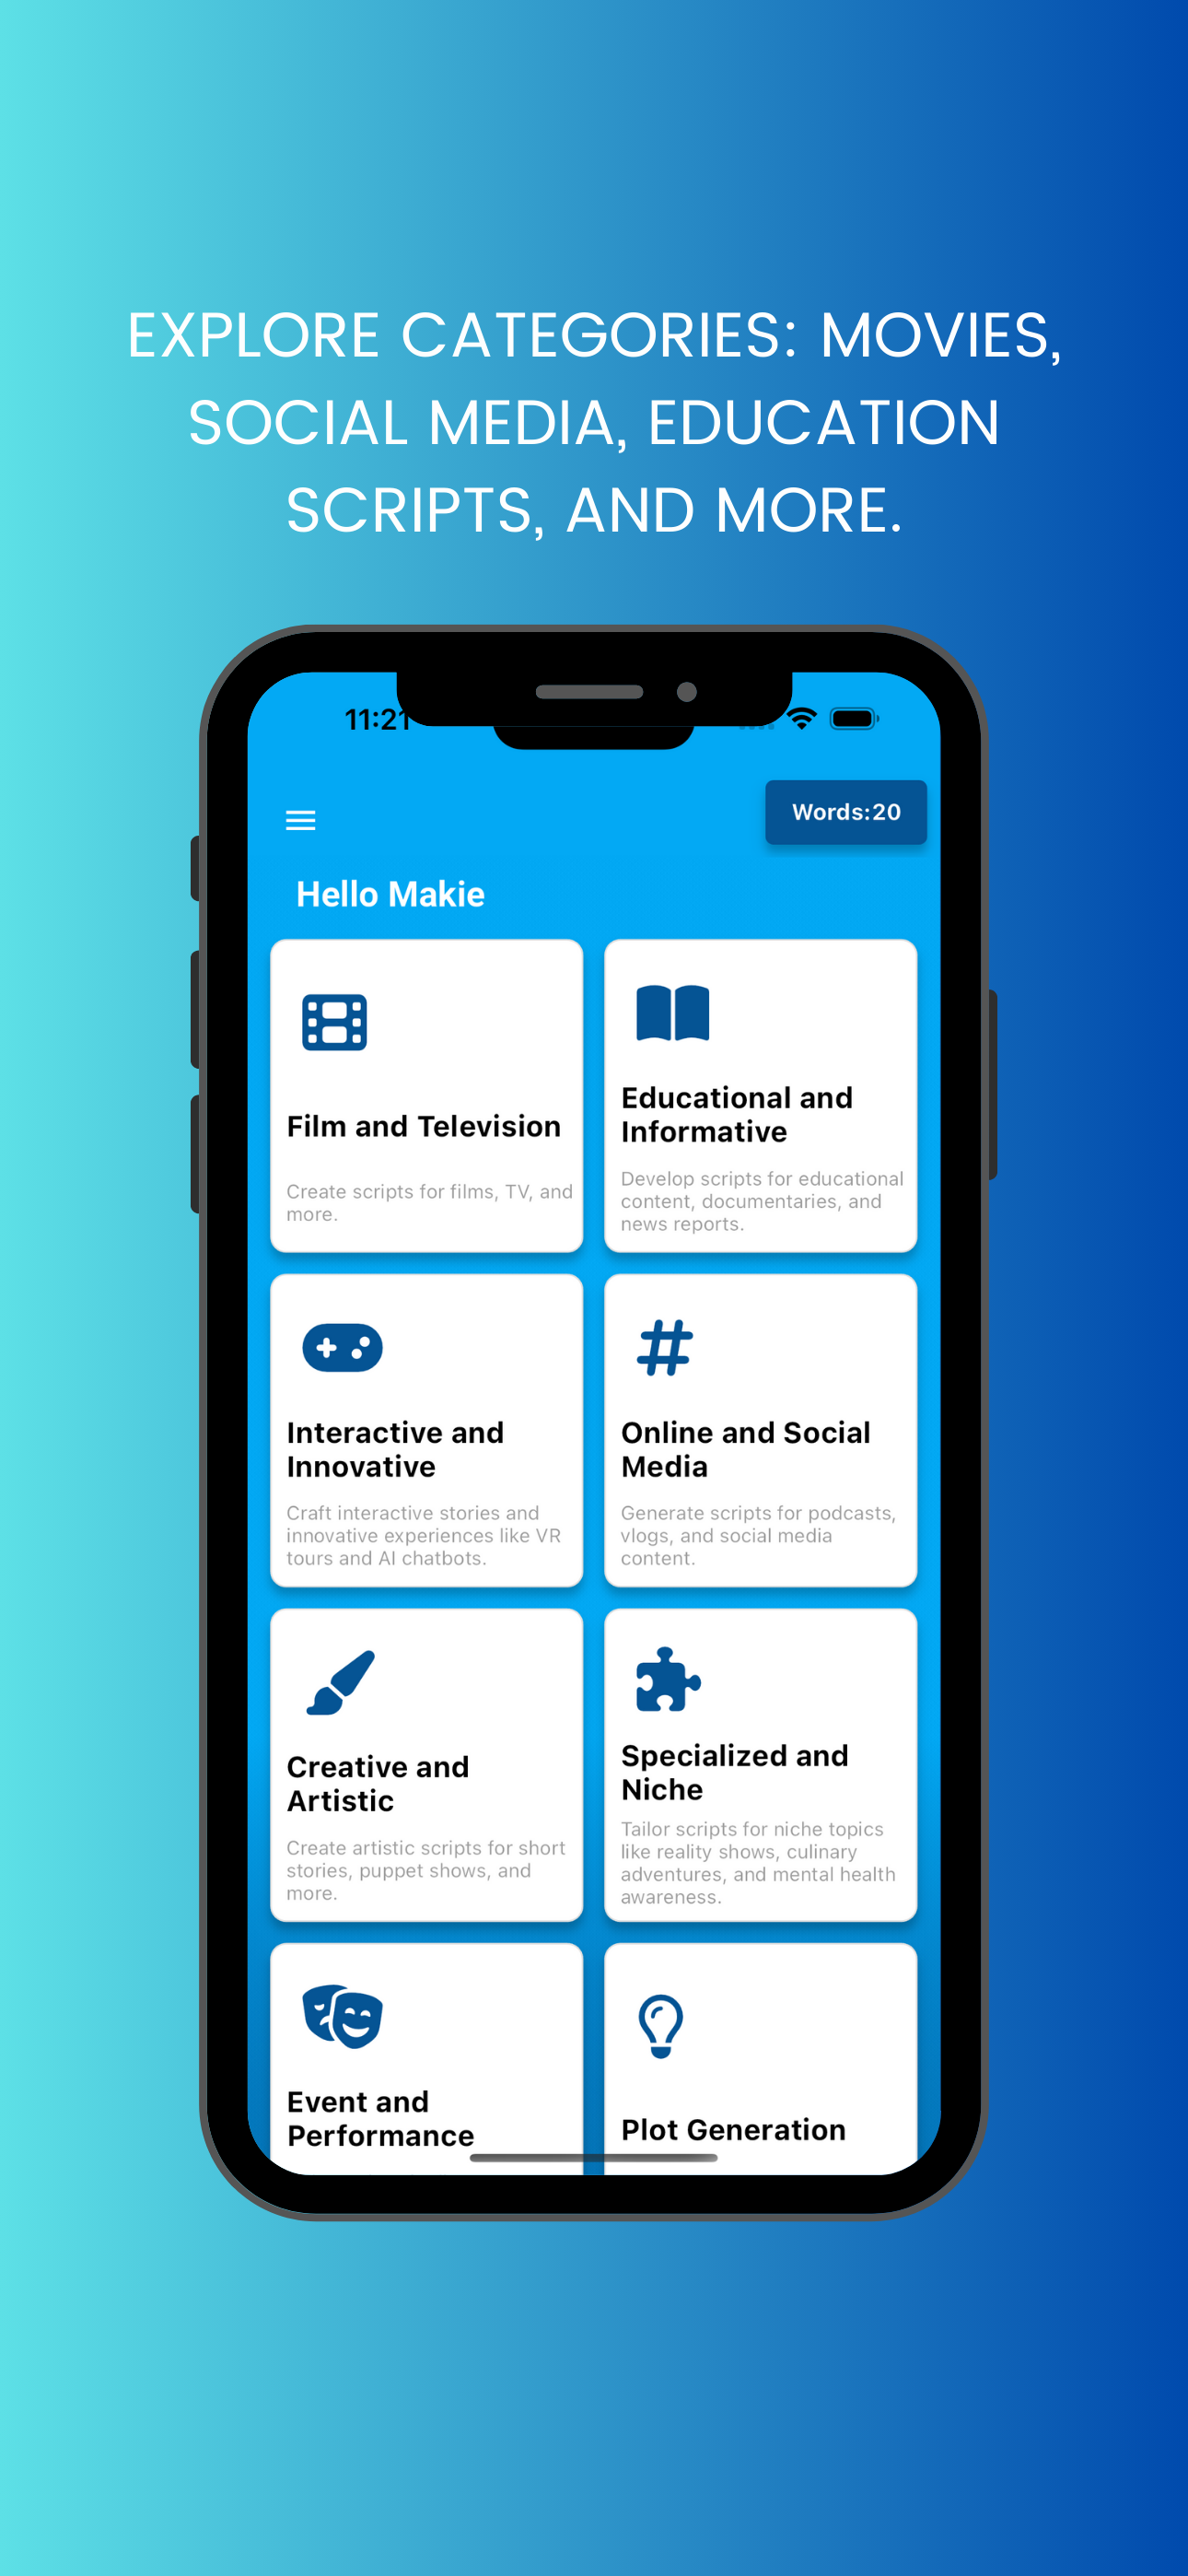 EXPLORE CATEGORIES: MOVIES,
SOCIAL MEDIA, EDUCATION
SCRIPTS, AND MORE.
11:21
Words:20
Hello Makie
Film and Television
Create scripts for films, TV, and
more.
Educational and
Informative
Develop scripts for educational
content, documentaries, and
news reports.
Interactive and
Innovative
Craft interactive stories and
innovative experiences like VR
tours and AI chatbots.
Online and Social
Media
Generate scripts for podcasts,
vlogs, and social media
content.
Creative and
Artistic
Create artistic scripts for short
stories, puppet shows, and
more.
Specialized and
Niche
Tailor scripts for niche topics
like reality shows, culinary
adventures, and mental health
awareness.
Event and
Performance
Plot Generation